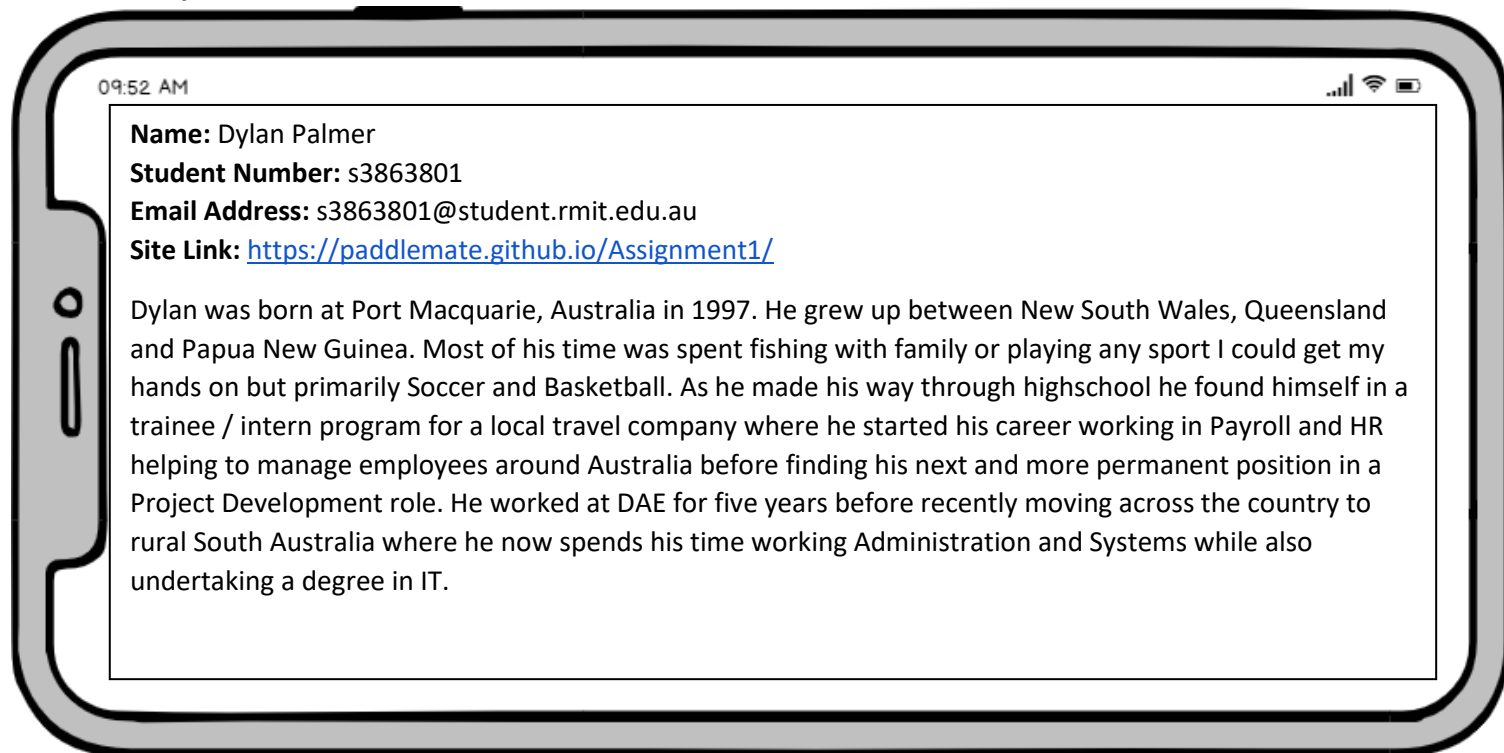 09:52 AM
Name: Dylan Palmer
Student Number: s3863801
Email Address: s3863801@student.rmit.edu.au
Site Link: https://paddlemate.github.io/Assignment1/
Dylan was born at Port Macquarie, Australia in 1997. He grew up between New South Wales, Queensland
and Papua New Guinea. Most of his time was spent fishing with family or playing any sport I could get my
hands on but primarily Soccer and Basketball. As he made his way through highschool he found himself in a
trainee / intern program for a local travel company where he started his career working in Payroll and HR
helping to manage employees around Australia before finding his next and more permanent position in a
Project Development role. He worked at DAE for five years before recently moving across the country to
rural South Australia where he now spends his time working Administration and Systems while also
undertaking a degree in IT.